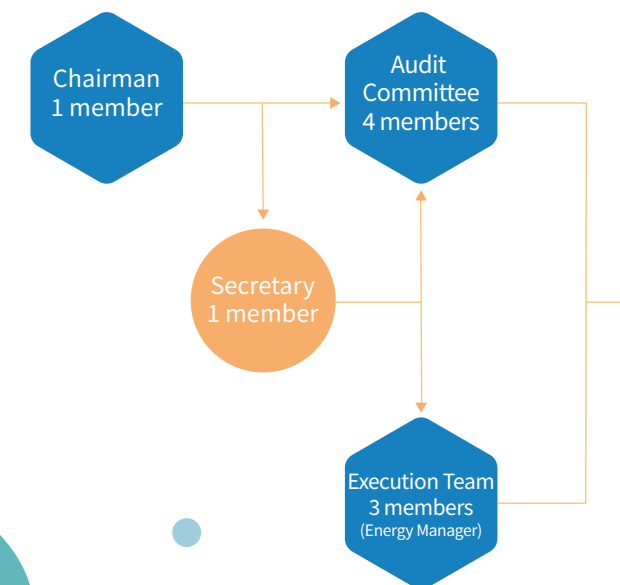 Chairman
1 member
Audit
Committee
4 members
Secretary
1 member
Execution Team
3 members
(Energy Manager)